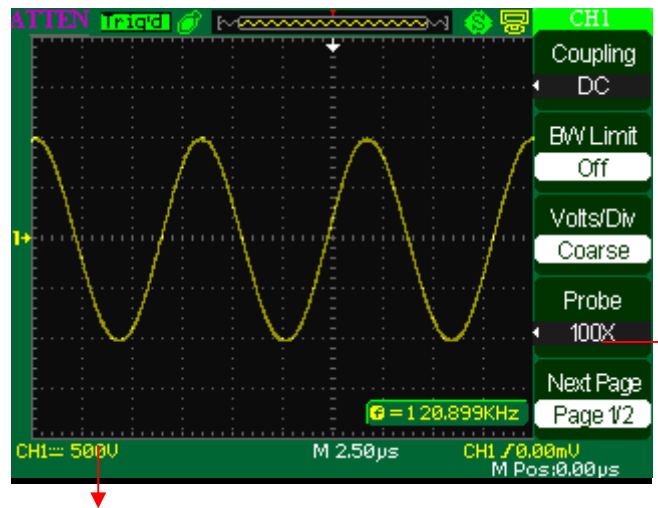 ATTEN Trig'd CH1
Coupling
DC
BW Limit
Off
Volts/Div
Coarse
Probe
100X
Next Page
Page 1/2
1
f = 120.899KHz
CH1 500V M 2.50µs CH1 0.00mV
M Pos:0.00µs